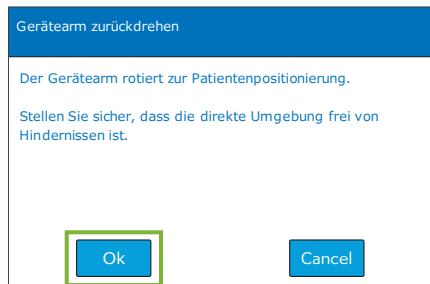 Gerätearm zurückdrehen
Der Gerätearm rotiert zur Patientenpositionierung.
Stellen Sie sicher, dass die direkte Umgebung frei von
Hindernissen ist.
Ok
Cancel